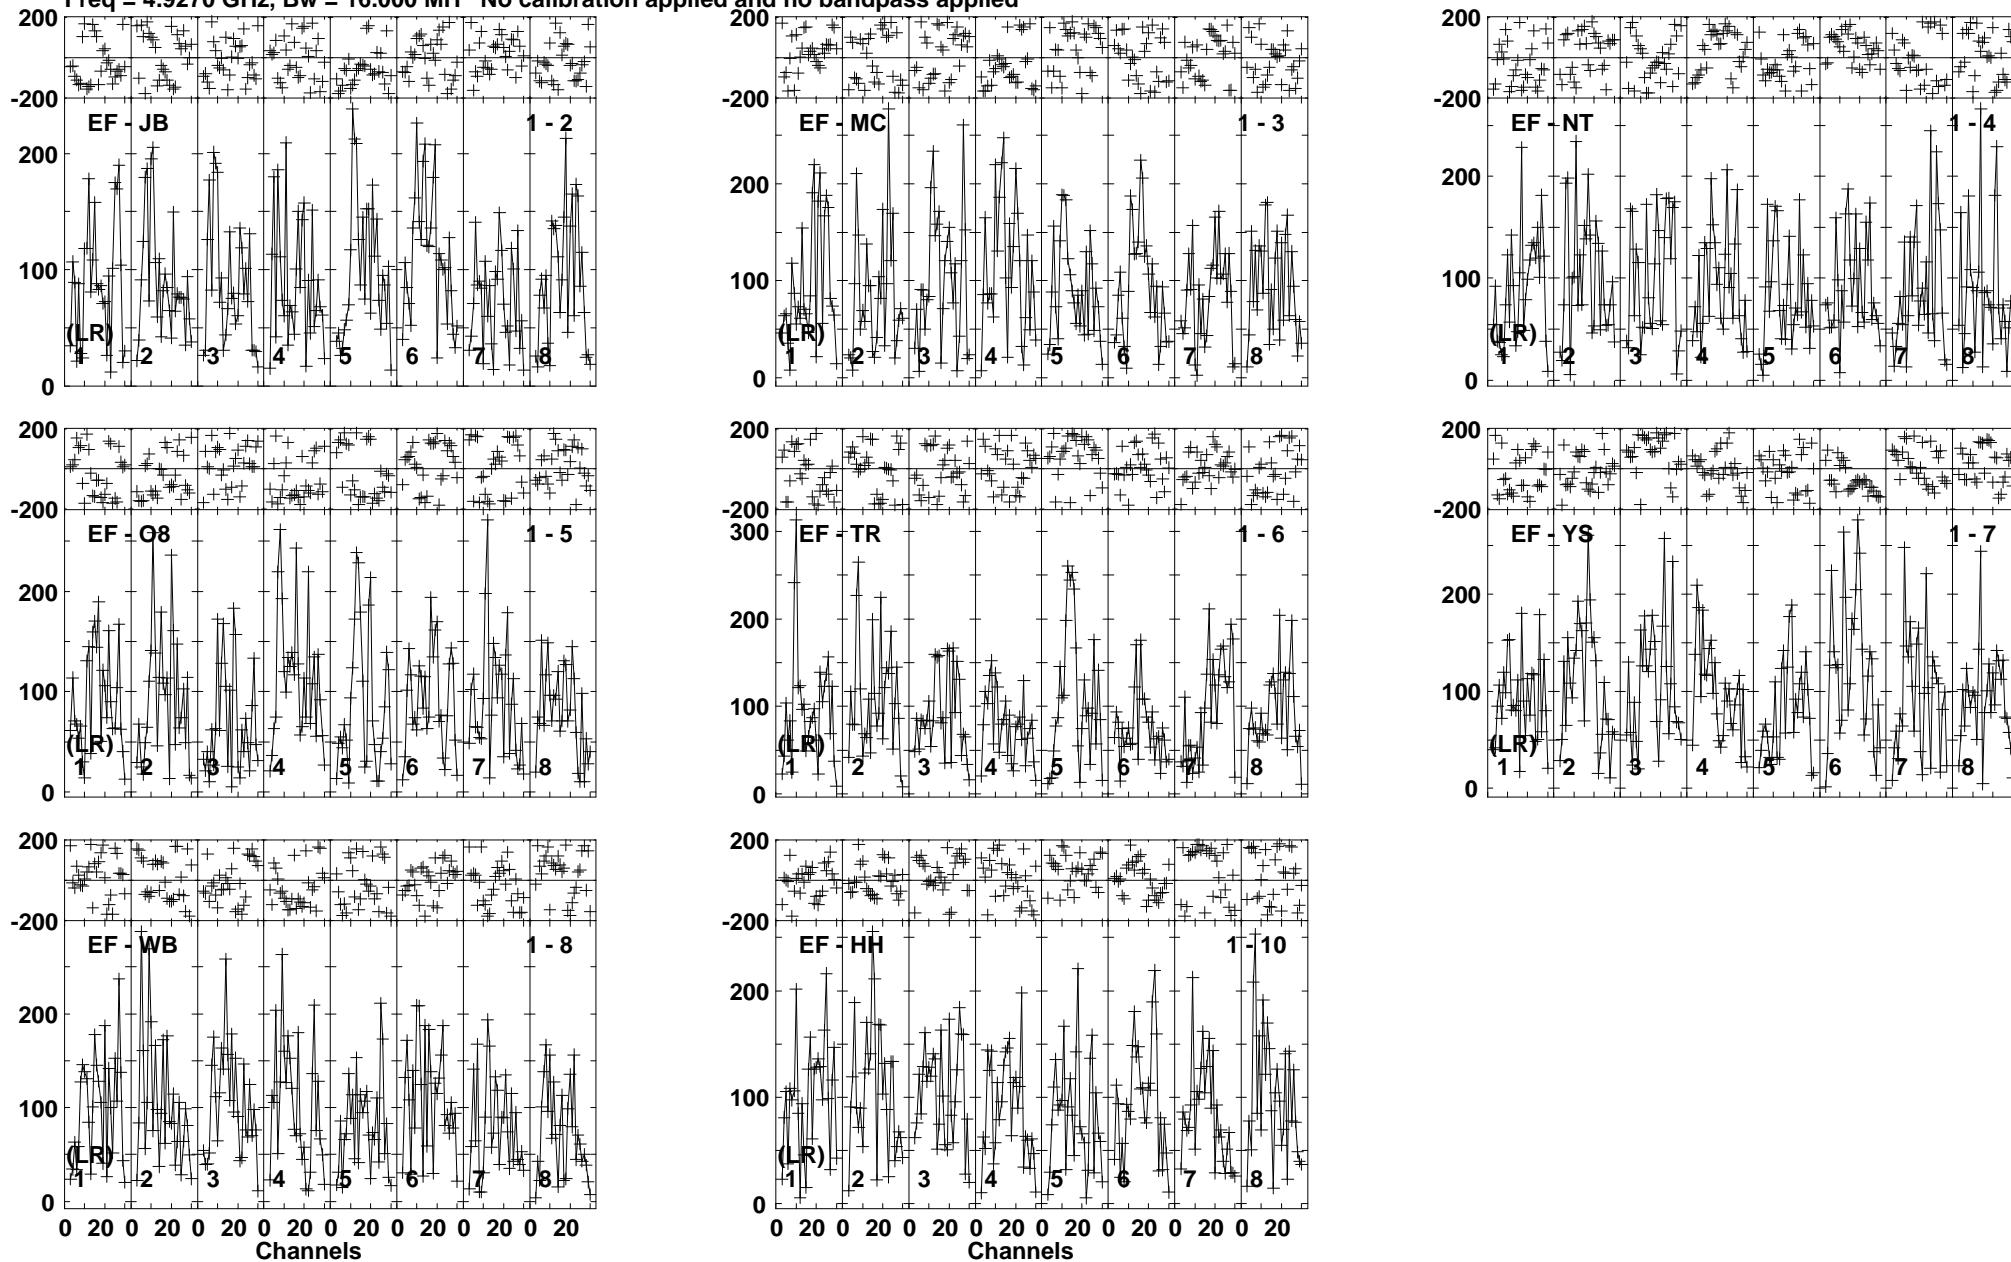 Freq = 4.9270 GHz, Bw = 16.000 MH No calibration applied and no bandpass applied
200 200 200
-200 -200 -200
EF - JB 1 - 2 EF - MC 1 - 3 EF - NT 1 - 4
200 200 200
100 100 100
(LR) (LR) (LR)
1 2 3 4 5 6 7 8 1 2 3 4 5 6 7 8 1 2 3 4 5 6 7 8
0 0 0
200 200 200
-200 -200 -200
EF - O8 1 - 5 EF - TR 1 - 6 EF - YS 1 - 7
300
200 200 200
100 100 100
(LR) (LR) (LR)
1 2 3 4 5 6 7 8 1 2 3 4 5 6 7 8 1 2 3 4 5 6 7 8
0 0 0
200 200
-200 -200
EF - WB 1 - 8 EF - HH 1 - 10
200 200
100 100
(LR) (LR)
1 2 3 4 5 6 7 8 1 2 3 4 5 6 7 8
0 0
0 20 0 20 0 20 0 20 0 20 0 20 0 20 0 20 0 20 0 20 0 20 0 20 0 20 0 20 0 20 0 20
Channels Channels